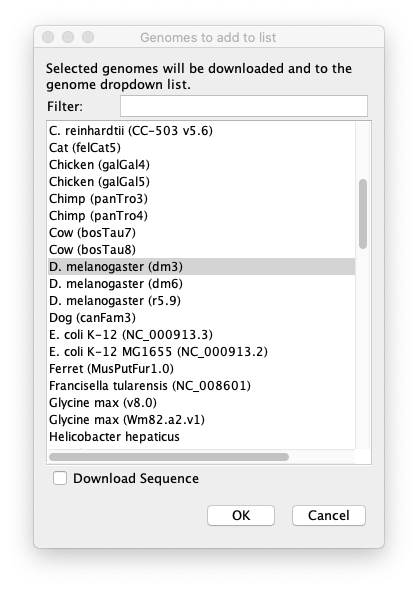 Genomes to add to list
Selected genomes will be downloaded and to the
genome dropdown list.
Filter:
C. reinhardtii (CC-503 v5.6)
Cat (felCat5)
Chicken (galGal4)
Chicken (galGal5)
Chimp (panTro3)
Chimp (panTro4)
Cow (bosTau7)
Cow (bosTau8)
D. melanogaster (dm3)
D. melanogaster (dm6)
D. melanogaster (r5.9)
Dog (canFam3)
E. coli K-12 (NC_000913.3)
E. coli K-12 MG1655 (NC_000913.2)
Ferret (MusPutFur1.0)
Francisella tularensis (NC_008601)
Glycine max (v8.0)
Glycine max (Wm82.a2.v1)
Helicobacter hepaticus
Download Sequence
OK Cancel